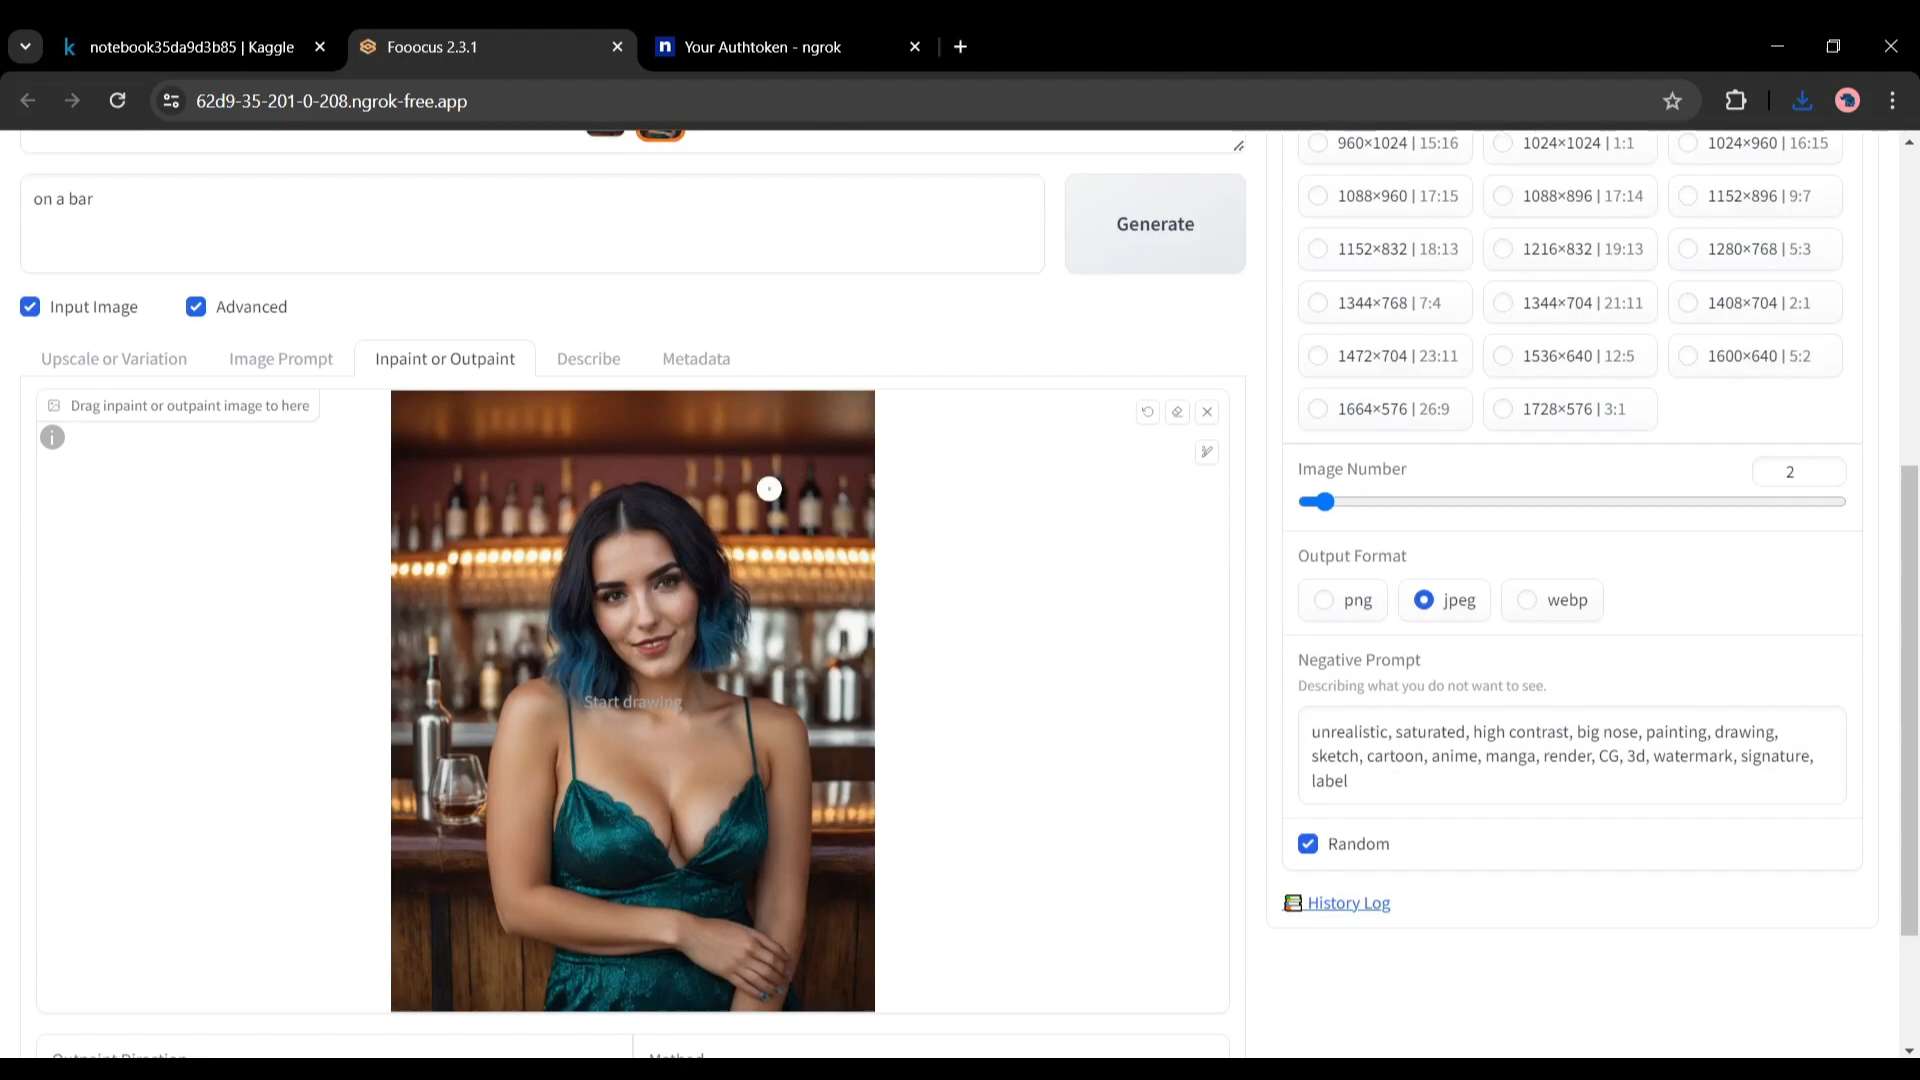 notebook35da9d3b85 | Kaggle
Fooocus 2.3.1
Your Authtoken - ngrok
62d9-35-201-0-208.ngrok-free.app
960×1024 | 15:16
1024×1024 | 1:1
1024×960 | 16:15
on a bar
Generate
1088×960 | 17:15
1088×896 | 17:14
1152×896 | 9:7
1152×832 | 18:13
1216×832 | 19:13
1280×768 | 5:3
Input Image
Advanced
1344×768 | 7:4
1344×704 | 21:11
1408×704 | 2:1
Upscale or Variation
Image Prompt
Inpaint or Outpaint
Describe
Metadata
1472×704 | 23:11
1536×640 | 12:5
1600×640 | 5:2
Drag inpaint or outpaint image to here
1664×576 | 26:9
1728×576 | 3:1
Image Number
2
Output Format
png
jpeg
webp
Negative Prompt
Describing what you do not want to see.
Start drawing
unrealistic, saturated, high contrast, big nose, painting, drawing,
sketch, cartoon, anime, manga, render, CG, 3d, watermark, signature,
label
Random
History Log
Outpaint Direction
Method